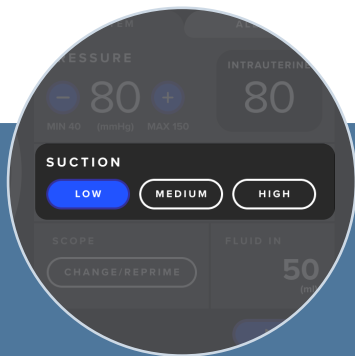 PRESSURE
80
MIN 40 (mmHg) MAX 150
INTRAUTERINE
80
SUCTION
LOW MEDIUM HIGH
SCOPE
CHANGE/REPRIME
FLUID IN
50